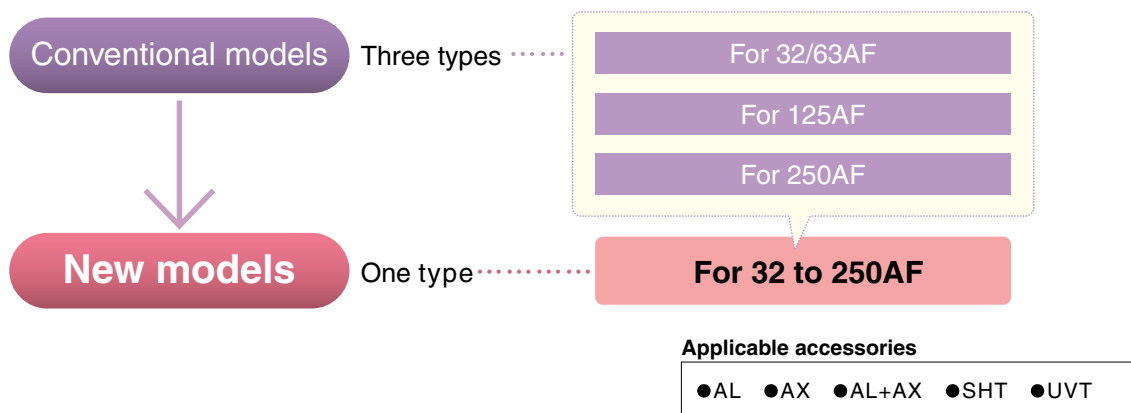 Conventional models
Three types
For 32/63AF
For 125AF
For 250AF
New models
One type
For 32 to 250AF
Applicable accessories
●AL ●AX ●AL+AX ●SHT ●UVT